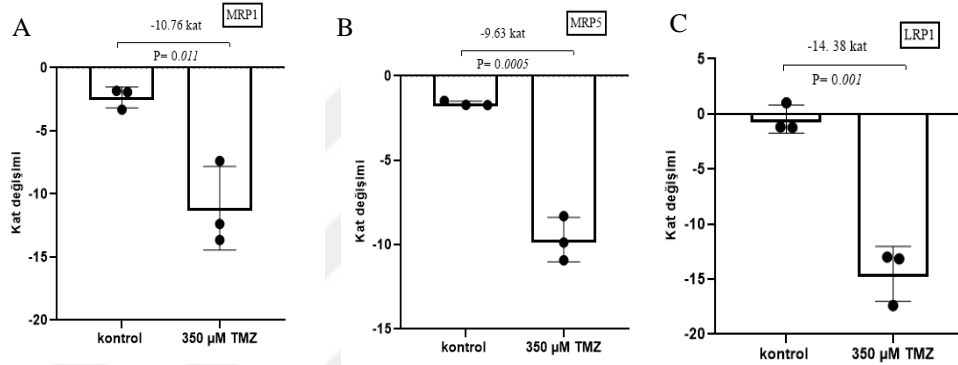 A
MRP1
-10.76 kat
P= 0.011
Kat değişimi
0
-5
-10
-15
-20
kontrol
350 µM TMZ
B
MRP5
-9.63 kat
P= 0.0005
Kat değişimi
0
-5
-10
-15
kontrol
350 µM TMZ
C
LRP1
-14. 38 kat
P= 0.001
Kat değişimi
5
0
-5
-10
-15
-20
kontrol
350 µM TMZ